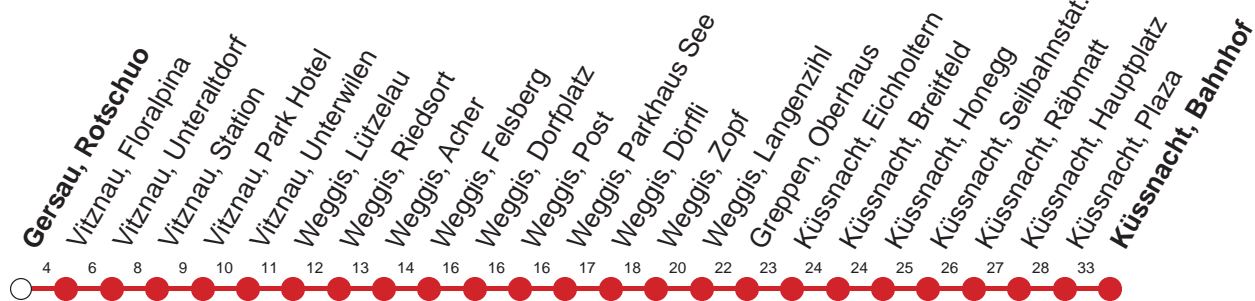 Gersau, Rotschuo
Vitznau, Floralpina
Vitznau, Unteraltdorf
Vitznau, Station
Vitznau, Park Hotel
Vitznau, Unterwilen
Weggis, Lützelau
Weggis, Riedsort
Weggis, Acher
Weggis, Felsberg
Weggis, Dorfplatz
Weggis, Post
Weggis, Parkhaus See
Weggis, Dörfli
Weggis, Zopf
Weggis, Langenzihl
Greppen, Oberhaus
Küssnacht, Eichholtern
Küssnacht, Breitfeld
Küssnacht, Honegg
Küssnacht, Seilbahnstat.
Küssnacht, Räbmatt
Küssnacht, Hauptplatz
Küssnacht, Plaza
Küssnacht, Bahnhof
4 6 8 9 10 11 12 13 14 16 16 16 17 18 20 22 23 24 24 25 26 27 28 33